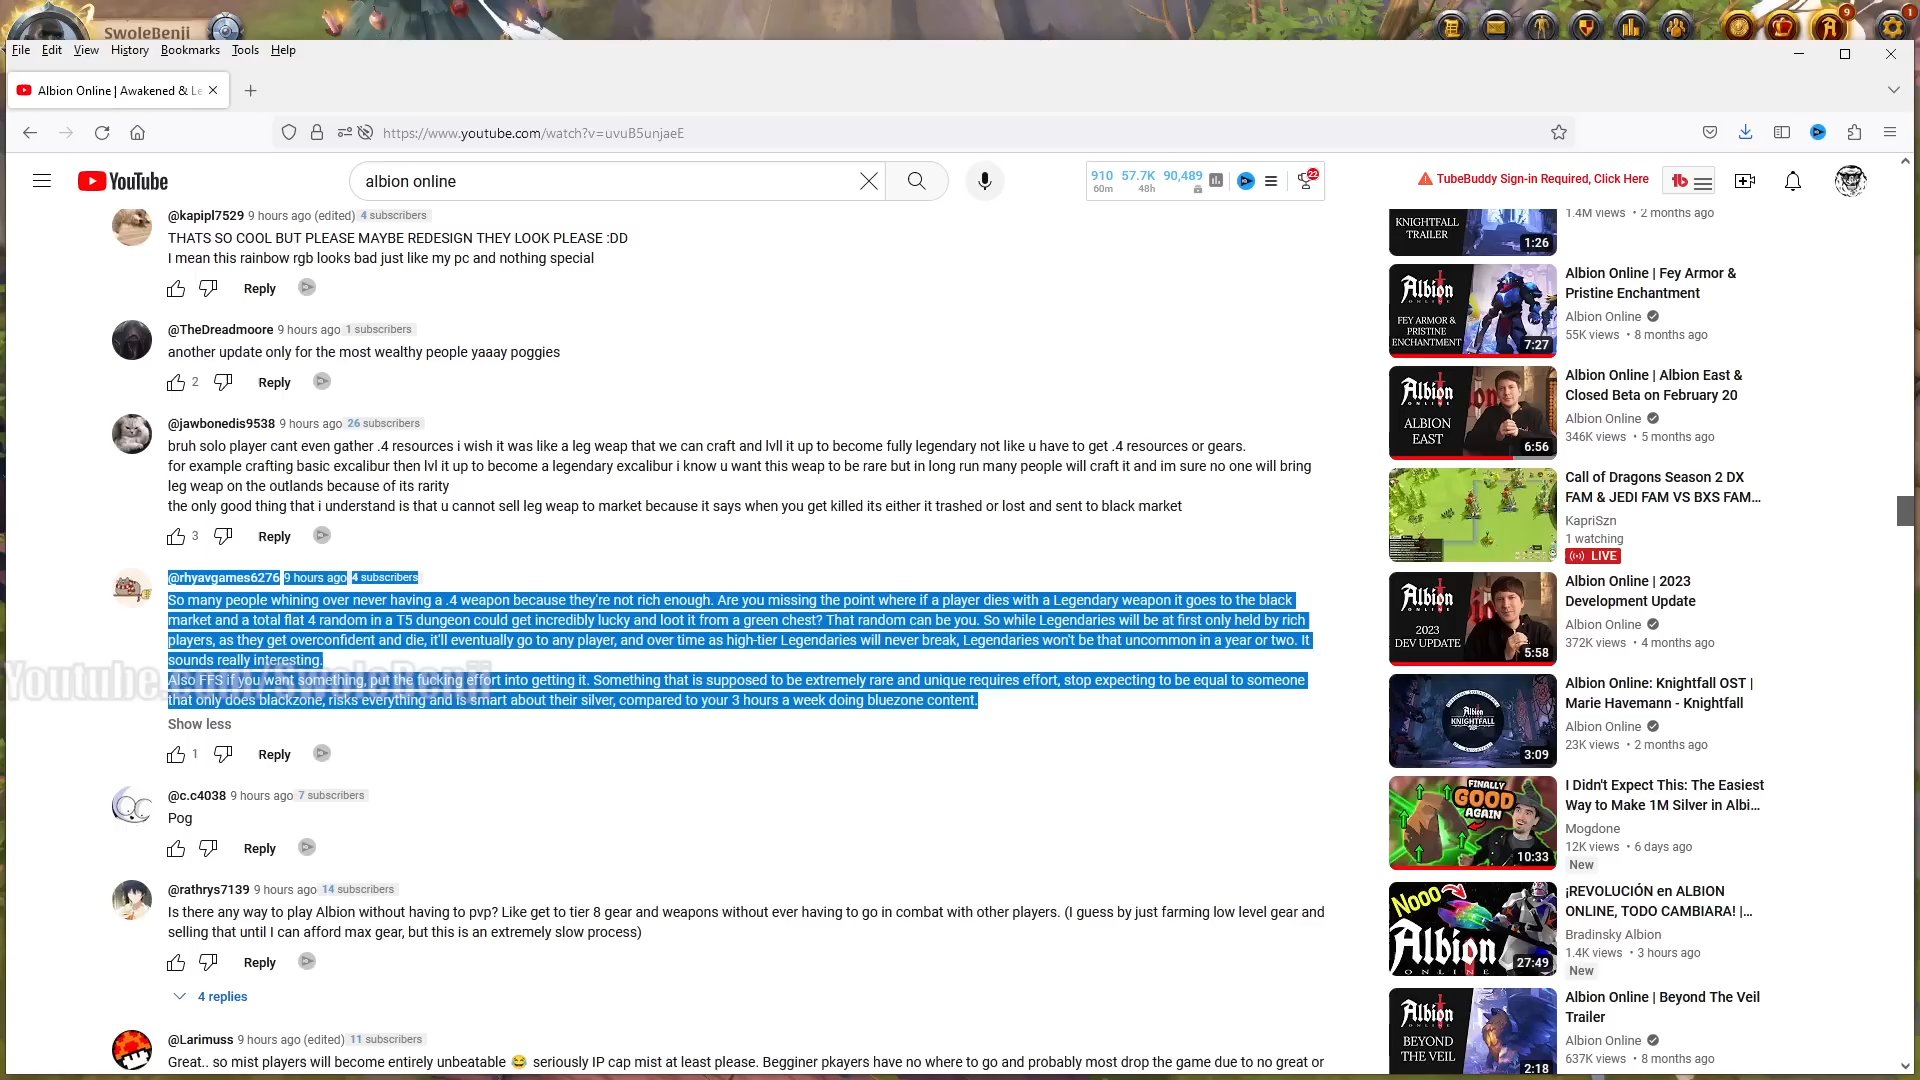 SwoleBenji
9
1
File Edit View History Bookmarks Tools Help
Albion Online | Awakened & Le
https://www.youtube.com/watch?v=uvuB5unjaeE
YouTube
albion online
910 57.7K 90,489
60m 48h
22
TubeBuddy Sign-in Required, Click Here
@kapipl7529 9 hours ago (edited) 4 subscribers
THATS SO COOL BUT PLEASE MAYBE REDESIGN THEY LOOK PLEASE :DD
I mean this rainbow rgb looks bad just like my pc and nothing special
Reply
@TheDreadmoore 9 hours ago 1 subscribers
another update only for the most wealthy people yaaay poggies
2 Reply
@jawbonedis9538 9 hours ago 26 subscribers
bruh solo player cant even gather .4 resources i wish it was like a leg weap that we can craft and lvll it up to become fully legendary not like u have to get .4 resources or gears.
for example crafting basic excalibur then lvl it up to become a legendary excalibur i know u want this weap to be rare but in long run many people will craft it and im sure no one will bring
leg weap on the outlands because of its rarity
the only good thing that i understand is that u cannot sell leg weap to market because it says when you get killed its either it trashed or lost and sent to black market
3 Reply
@rhyavgames6276 9 hours ago 4 subscribers
So many people whining over never having a .4 weapon because they're not rich enough. Are you missing the point where if a player dies with a Legendary weapon it goes to the black
market and a total flat 4 random in a T5 dungeon could get incredibly lucky and loot it from a green chest? That random can be you. So while Legendaries will be at first only held by rich
players, as they get overconfident and die, it'll eventually go to any player, and over time as high-tier Legendaries will never break, Legendaries won't be that uncommon in a year or two. It
sounds really interesting.
Also FFS if you want something, put the fucking effort into getting it. Something that is supposed to be extremely rare and unique requires effort, stop expecting to be equal to someone
that only does blackzone, risks everything and is smart about their silver, compared to your 3 hours a week doing bluezone content.
Youtube.com/SwoleBenji
Show less
1 Reply
@c.c4038 9 hours ago 7 subscribers
Pog
Reply
@rathrys7139 9 hours ago 14 subscribers
Is there any way to play Albion without having to pvp? Like get to tier 8 gear and weapons without ever having to go in combat with other players. (I guess by just farming low level gear and
selling that until I can afford max gear, but this is an extremely slow process)
Reply
4 replies
@Larimuss 9 hours ago (edited) 11 subscribers
Great.. so mist players will become entirely unbeatable 😂 seriously IP cap mist at least please. Begginer pkayers have no where to go and probably most drop the game due to no great or
KNIGHTFALL
TRAILER
1:26
1.4M views • 2 months ago
Albion
ONLINE
FEY ARMOR &
PRISTINE
ENCHANTMENT
7:27
Albion Online | Fey Armor &
Pristine Enchantment
Albion Online
55K views • 8 months ago
Albion
ONLINE
ALBION
EAST
6:56
Albion Online | Albion East &
Closed Beta on February 20
Albion Online
346K views • 5 months ago
Call of Dragons Season 2 DX
FAM & JEDI FAM VS BXS FAM...
KapriSzn
1 watching
LIVE
Albion
ONLINE
2023
DEV UPDATE
5:58
Albion Online | 2023
Development Update
Albion Online
372K views • 4 months ago
Albion
KNIGHTFALL
3:09
Albion Online: Knightfall OST |
Marie Havemann - Knightfall
Albion Online
23K views • 2 months ago
FINALLY
GOOD
AGAIN
10:33
I Didn't Expect This: The Easiest
Way to Make 1M Silver in Albi...
Mogdone
12K views • 6 days ago
New
Nooo
Albion
ONLINE
27:49
¡REVOLUCIÓN en ALBION
ONLINE, TODO CAMBIARA! |...
Bradinsky Albion
1.4K views • 3 hours ago
New
Albion
ONLINE
BEYOND
THE VEIL
2:18
Albion Online | Beyond The Veil
Trailer
Albion Online
637K views • 8 months ago